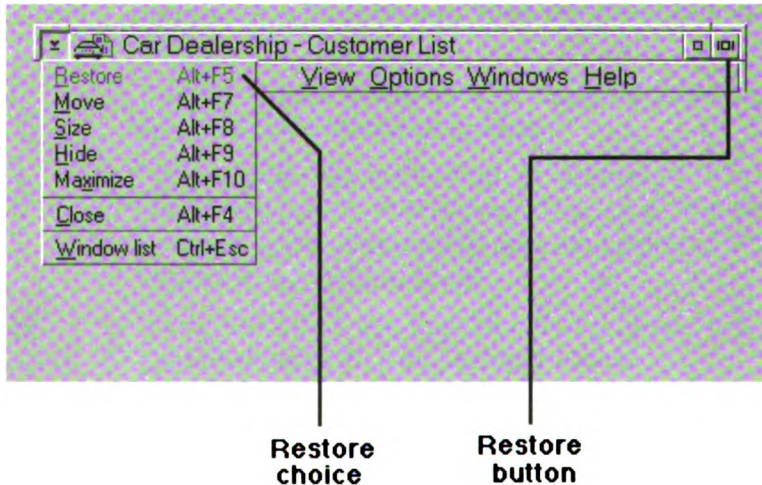 Car Dealership - Customer List
View Options Windows Help
Restore Alt+F5
Move Alt+F7
Size Alt+F8
Hide Alt+F9
Maximize Alt+F10
Close Alt+F4
Window list Ctrl+Esc
Restore choice
Restore button